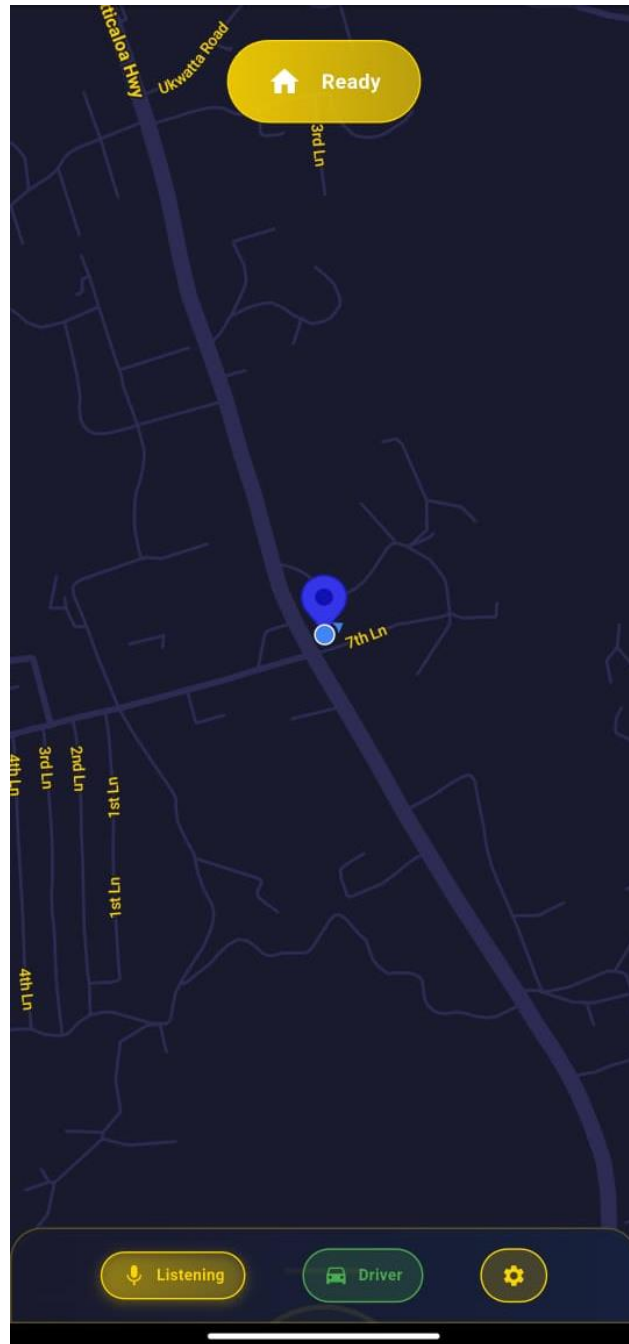 tticaloa Hwy
Ukwatta Road
Ready
3rd Ln
7th Ln
4th Ln
3rd Ln
2nd Ln
1st Ln
1st Ln
4th Ln
Listening
Driver